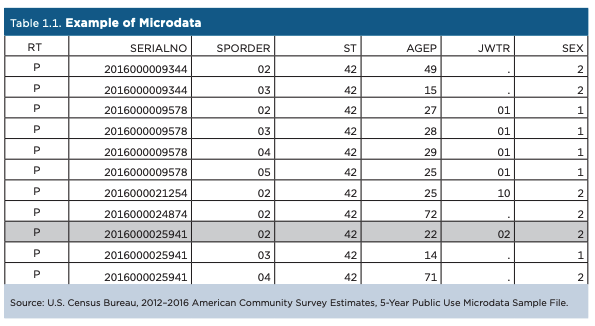 Table 1.1. Example of Microdata
RT SERIALNO SPORDER ST AGEP JWTR SEX
P 2016000009344 02 42 49 . 2
P 2016000009344 03 42 15 . 2
P 2016000009578 02 42 27 01 1
P 2016000009578 03 42 28 01 1
P 2016000009578 04 42 29 01 1
P 2016000009578 05 42 25 01 1
P 2016000021254 02 42 25 10 2
P 2016000024874 02 42 72 . 2
P 2016000025941 02 42 22 02 2
P 2016000025941 03 42 14 . 1
P 2016000025941 04 42 71 . 2
Source: U.S. Census Bureau, 2012–2016 American Community Survey Estimates, 5-Year Public Use Microdata Sample File.